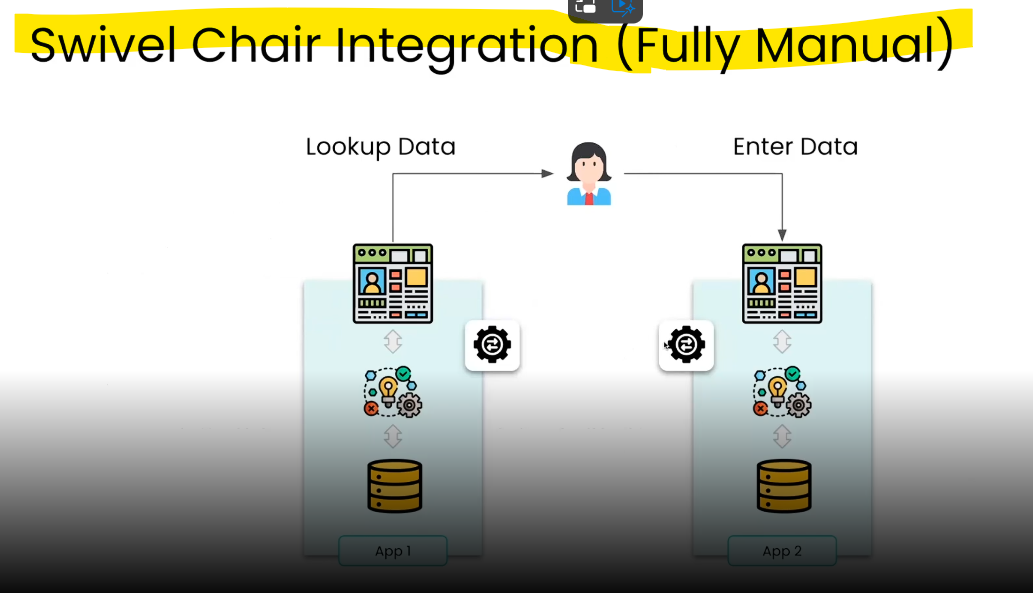 Swivel Chair Integration (Fully Manual)
Lookup Data
Enter Data
App 1
App 2